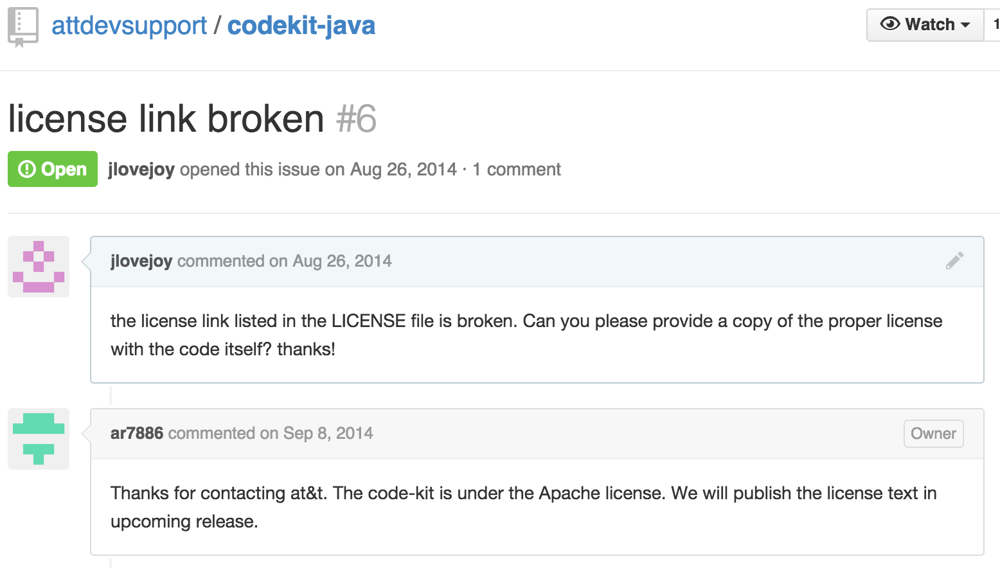 attdevsupport / codekit-java
Watch
1
license link broken #6
Open jlovejoy opened this issue on Aug 26, 2014 · 1 comment
jlovejoy commented on Aug 26, 2014
the license link listed in the LICENSE file is broken. Can you please provide a copy of the proper license
with the code itself? thanks!
ar7886 commented on Sep 8, 2014
Owner
Thanks for contacting at&t. The code-kit is under the Apache license. We will publish the license text in
upcoming release.